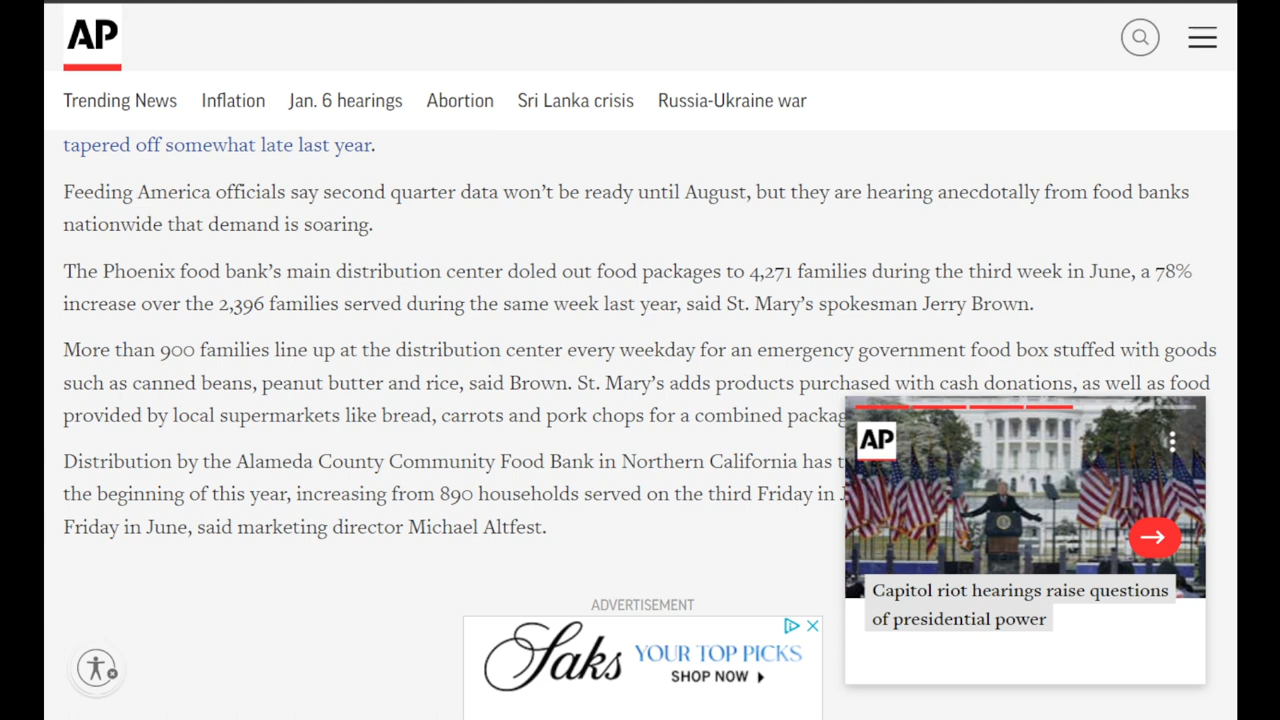 AP
Trending News Inflation Jan. 6 hearings Abortion Sri Lanka crisis Russia-Ukraine war
tapered off somewhat late last year.
Feeding America officials say second quarter data won’t be ready until August, but they are hearing anecdotally from food banks
nationwide that demand is soaring.
The Phoenix food bank’s main distribution center doled out food packages to 4,271 families during the third week in June, a 78%
increase over the 2,396 families served during the same week last year, said St. Mary’s spokesman Jerry Brown.
More than 900 families line up at the distribution center every weekday for an emergency government food box stuffed with goods
such as canned beans, peanut butter and rice, said Brown. St. Mary’s adds products purchased with cash donations, as well as food
provided by local supermarkets like bread, carrots and pork chops for a combined
Distribution by the Alameda County Community Food Bank in Northern California has
the beginning of this year, increasing from 890 households served on the third Friday in
Friday in June, said marketing director Michael Altfest.
AP
Capitol riot hearings raise questions
of presidential power
ADVERTISEMENT
Saks YOUR TOP PICKS
SHOP NOW